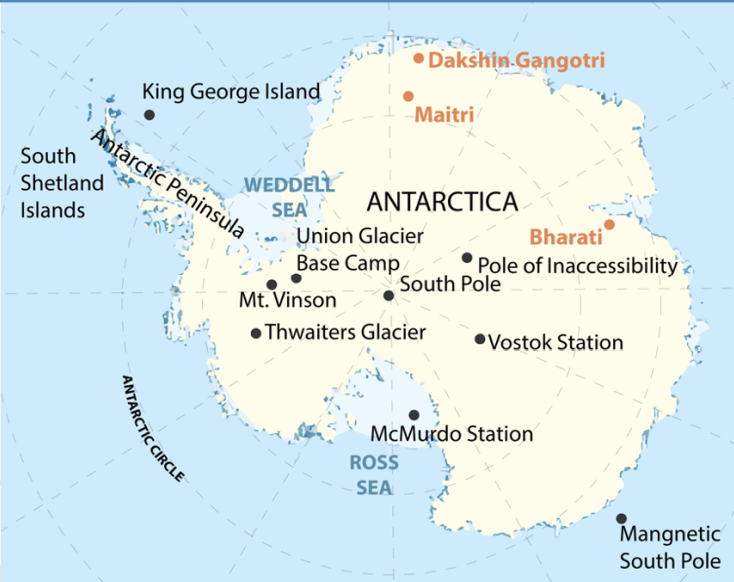 Dakshin Gangotri
King George Island
Maitri
Antarctic Peninsula
South
Shetland
Islands
WEDDELL
SEA
ANTARCTICA
Union Glacier
Base Camp
Bharati
Pole of Inaccessibility
South Pole
Mt. Vinson
Thwaiters Glacier
Vostok Station
ANTARCTIC CIRCLE
McMurdo Station
ROSS
SEA
Mangnetic
South Pole